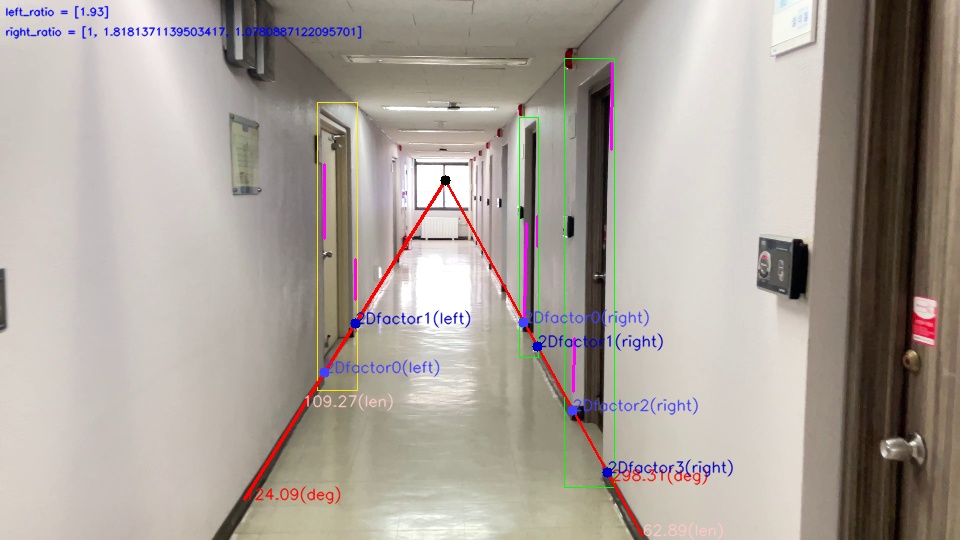 left_ratio = [1.93]
right_ratio = [1, 1.8181371139503417, 1.0780887122095701]
2Dfactor1(left)
2Dfactor0(right)
2Dfactor1(right)
2Dfactor0(left)
109.27(len)
2Dfactor2(right)
2Dfactor3(right)
298.31(deg)
24.09(deg)
62.89(len)